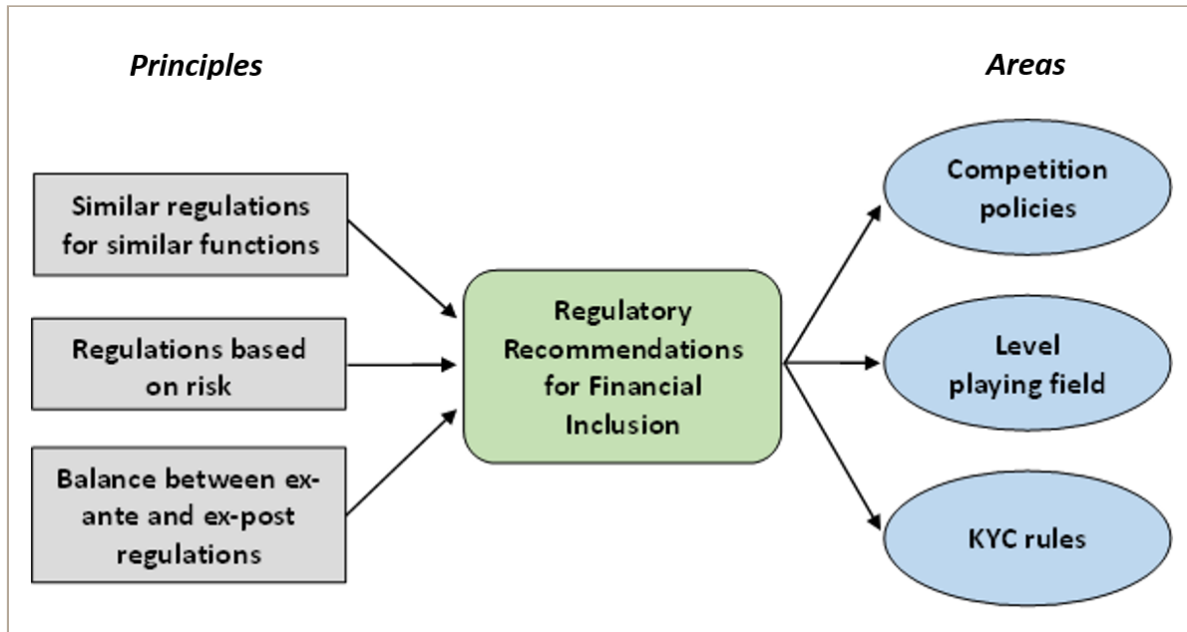 Principles
Areas
Similar regulations
for similar functions
Regulations based
on risk
Balance between ex-
ante and ex-post
regulations
Regulatory
Recommendations
for Financial
Inclusion
Competition
policies
Level
playing field
KYC rules